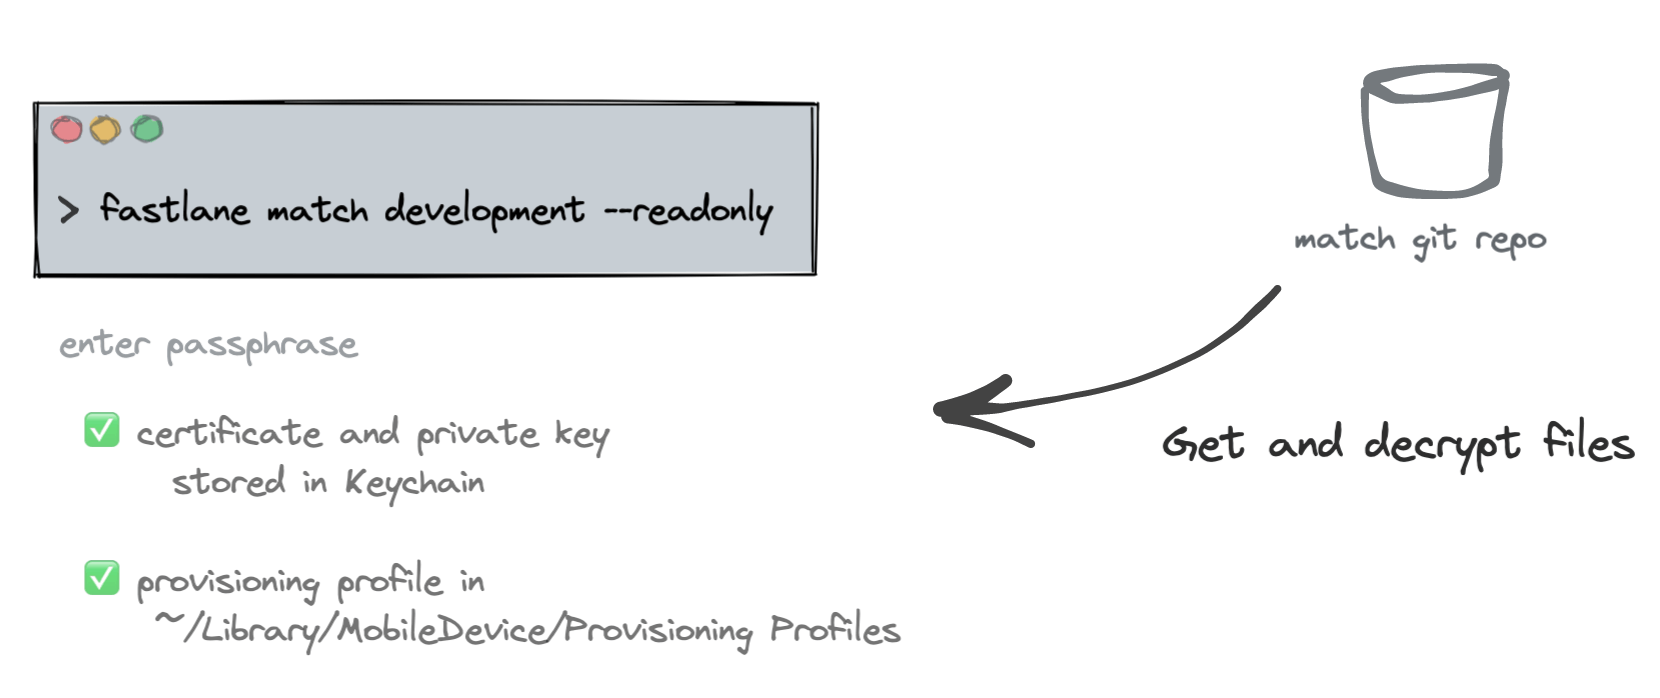 > fastlane match development --readonly
match git repo
enter passphrase
Get and decrypt files
✅ certificate and private key
stored in Keychain
✅ provisioning profile in
~/Library/MobileDevice/Provisioning Profiles